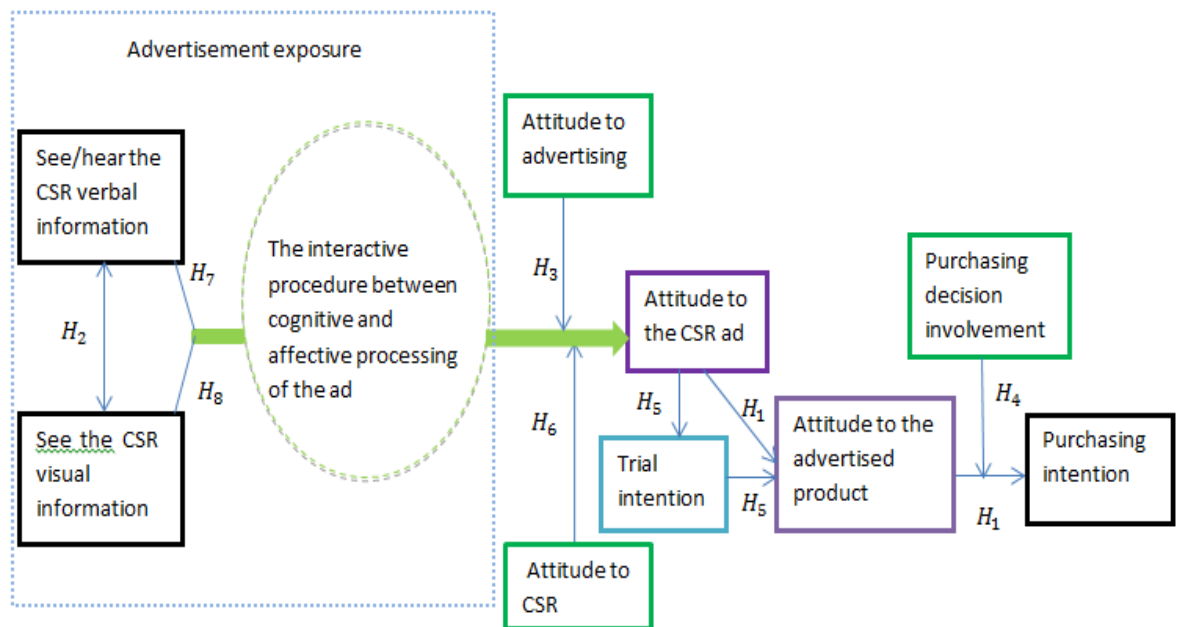 Advertisement exposure
See/hear the
CSR verbal
information
H₇
H₂
H₈
See the CSR
visual
information
The interactive
procedure between
cognitive and
affective processing
of the ad
Attitude to
advertising
H₃
H₆
Attitude to
CSR
Attitude to
the CSR ad
H₅
H₁
Trial
intention
H₅
Attitude to the
advertised
product
Purchasing
decision
involvement
H₄
H₁
Purchasing
intention